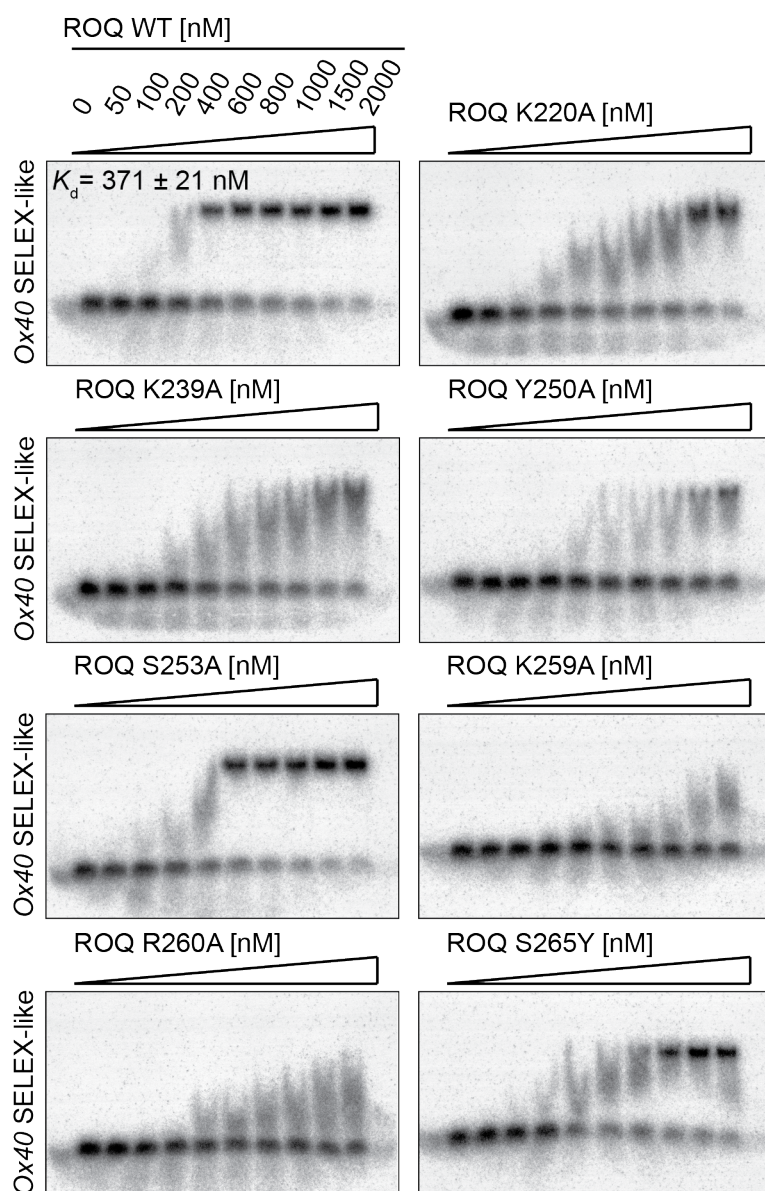 ROQ WT [nM]
0 50 100 200 400 600 800 1000 1500 2000
ROQ K220A [nM]
Ox40 SELEX-like
Kd= 371 ± 21 nM
ROQ K239A [nM]
ROQ Y250A [nM]
Ox40 SELEX-like
ROQ S253A [nM]
ROQ K259A [nM]
Ox40 SELEX-like
ROQ R260A [nM]
ROQ S265Y [nM]
Ox40 SELEX-like